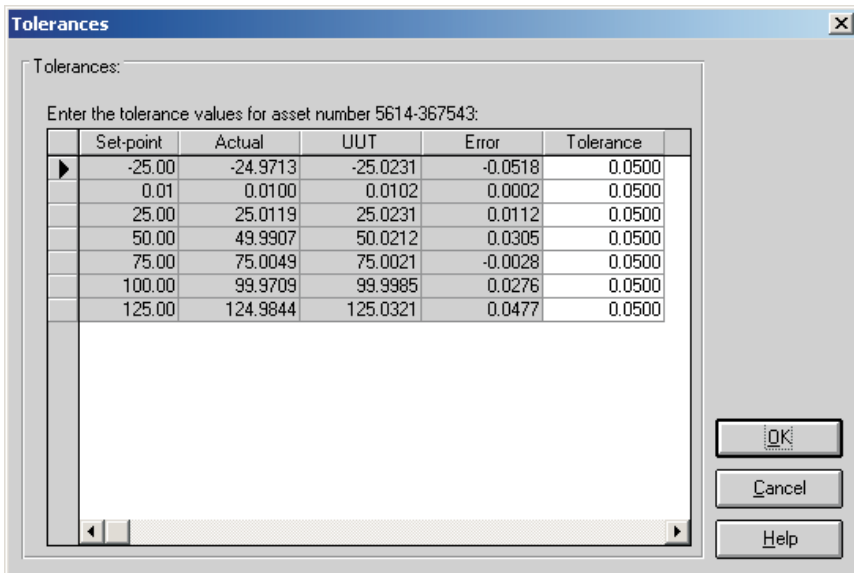 Tolerances
Tolerances:
Enter the tolerance values for asset number 5614-367543:
Set-point Actual UUT Error Tolerance
-25.00 -24.9713 -25.0231 -0.0518 0.0500
0.01 0.0100 0.0102 0.0002 0.0500
25.00 25.0119 25.0231 0.0112 0.0500
50.00 49.9907 50.0212 0.0305 0.0500
75.00 75.0049 75.0021 -0.0028 0.0500
100.00 99.9709 99.9985 0.0276 0.0500
125.00 124.9844 125.0321 0.0477 0.0500
OK
Cancel
Help